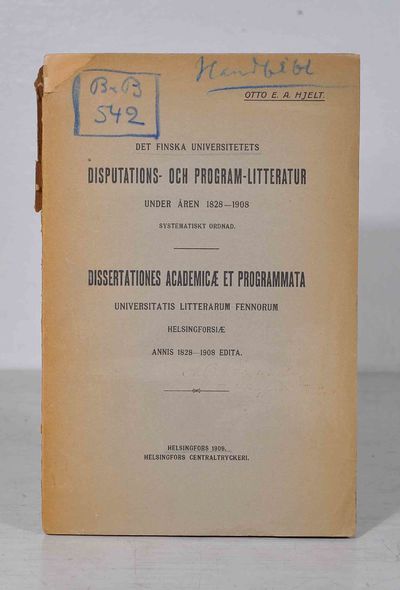 Handbibl
B x B
542
OTTO E. A. HJELT.
DET FINSKA UNIVERSITETETS
DISPUTATIONS- OCH PROGRAM-LITTERATUR
UNDER ÅREN 1828—1908
SYSTEMATISKT ORDNAD.
DISSERTATIONES ACADEMICÆ ET PROGRAMMATA
UNIVERSITATIS LITTERARUM FENNORUM
HELSINGFORSIÆ
ANNIS 1828—1908 EDITA.
HELSINGFORS 1909.
HELSINGFORS CENTRALTRYCKERI.